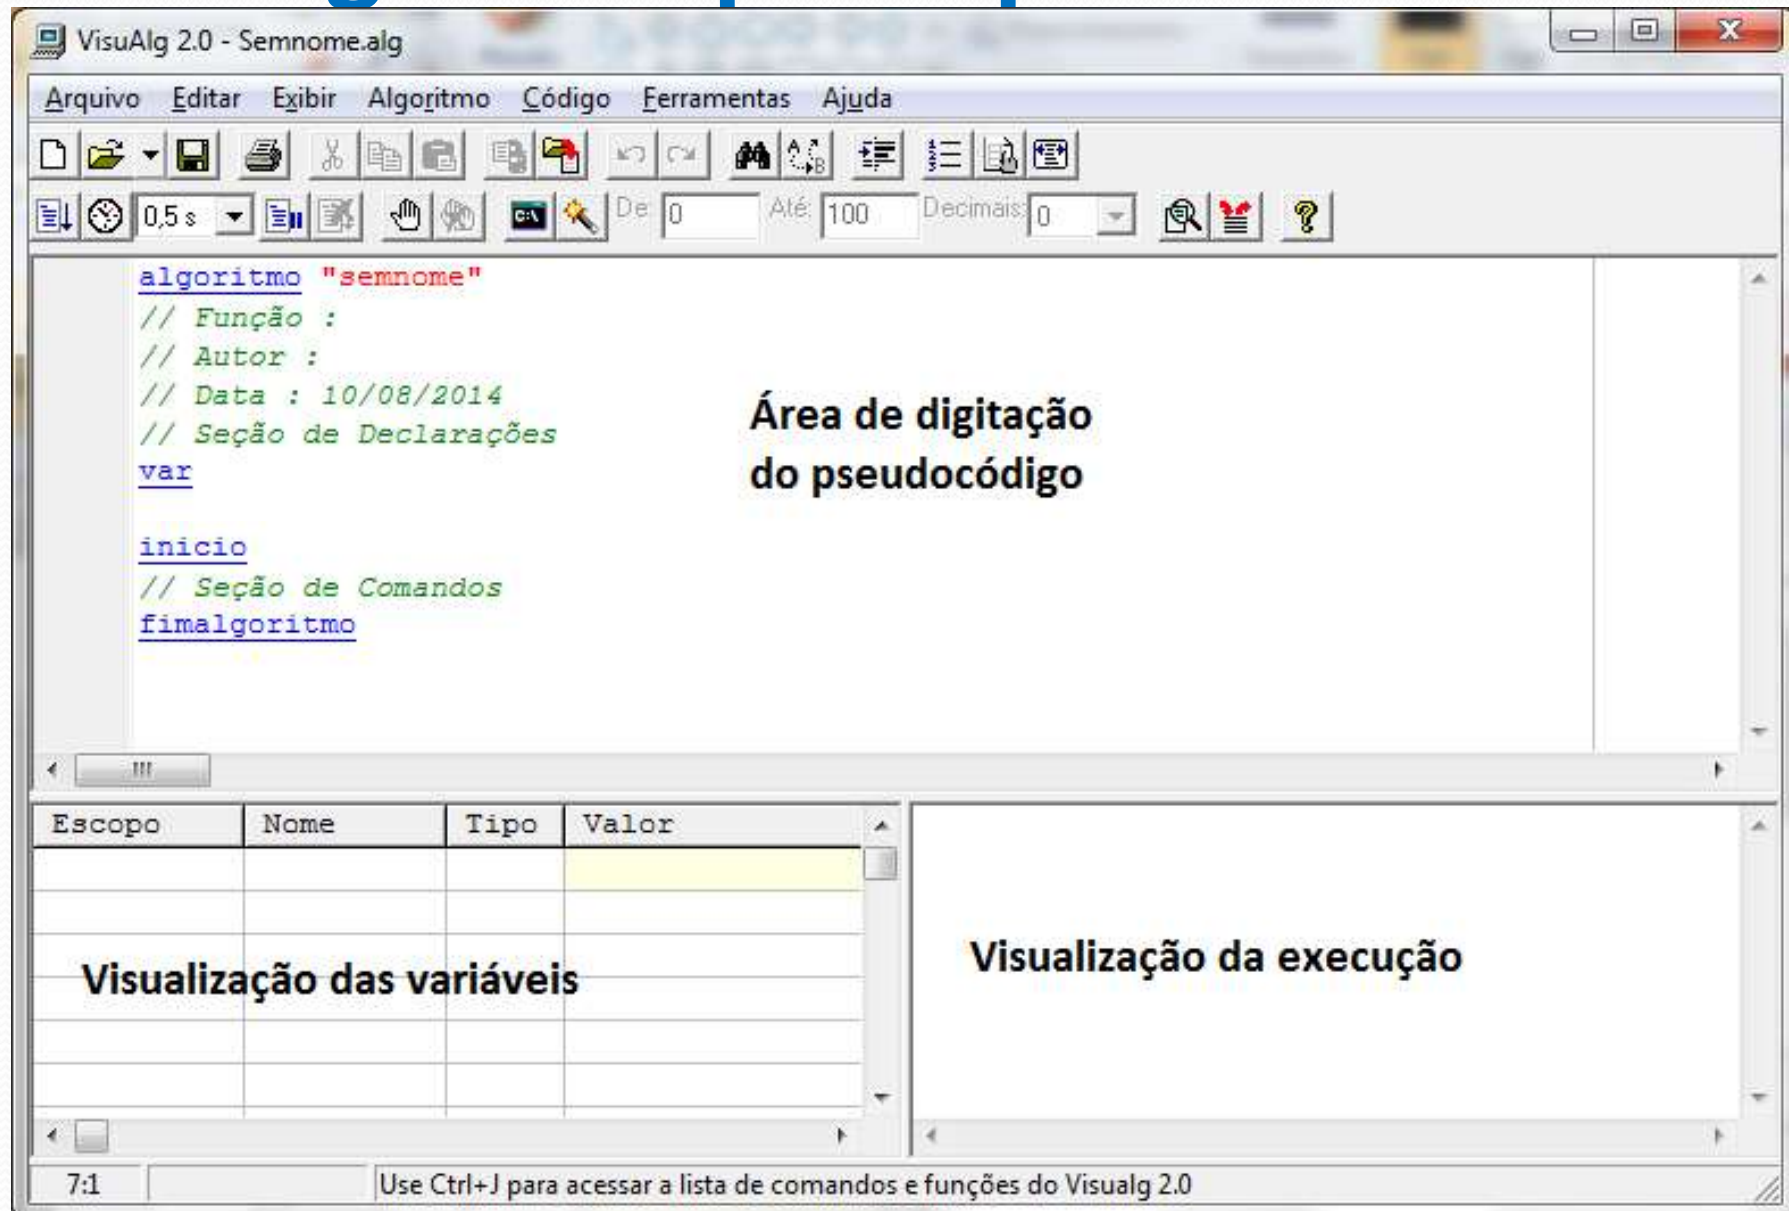 VisuAlg 2.0 - Semnome.alg
Arquivo Editar Exibir Algoritmo Código Ferramentas Ajuda
0,5 s De: 0 Até: 100 Decimais: 0
algoritmo "semnome"
// Função :
// Autor :
// Data : 10/08/2014
// Seção de Declarações
var
inicio
// Seção de Comandos
fimalgoritmo
Área de digitação
do pseudocódigo
Escopo Nome Tipo Valor
Visualização das variáveis
Visualização da execução
7:1 Use Ctrl+J para acessar a lista de comandos e funções do Visualg 2.0